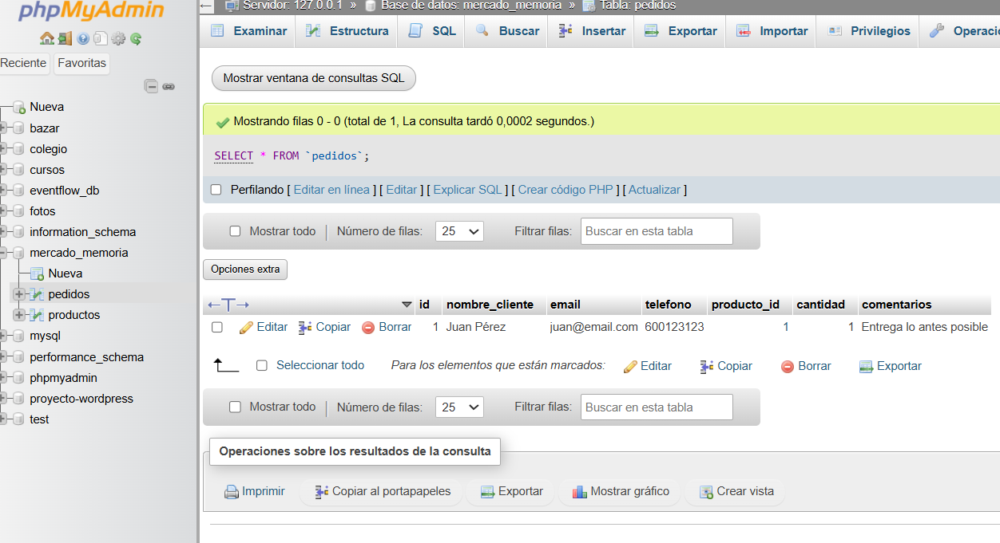 phpMyAdmin
Reciente Favoritas
Nueva
bazar
colegio
cursos
eventflow_db
fotos
information_schema
mercado_memoria
Nueva
pedidos
productos
mysql
performance_schema
phpmyadmin
proyecto-wordpress
test
Servidor: 127.0.0.1 » Base de datos: mercado_memoria » Tabla: pedidos
Examinar Estructura SQL Buscar Insertar Exportar Importar Privilegios Operacio
Mostrar ventana de consultas SQL
Mostrando filas 0 - 0 (total de 1, La consulta tardó 0,0002 segundos.)
SELECT * FROM `pedidos`;
Perfilando [ Editar en línea ] [ Editar ] [ Explicar SQL ] [ Crear código PHP ] [ Actualizar ]
Mostrar todo | Número de filas: 25 Filtrar filas: Buscar en esta tabla
Opciones extra
←T→ id nombre_cliente email telefono producto_id cantidad comentarios
Editar Copiar Borrar 1 Juan Pérez juan@email.com 600123123 1 1 Entrega lo antes posible
Seleccionar todo Para los elementos que están marcados: Editar Copiar Borrar Exportar
Mostrar todo | Número de filas: 25 Filtrar filas: Buscar en esta tabla
Operaciones sobre los resultados de la consulta
Imprimir Copiar al portapapeles Exportar Mostrar gráfico Crear vista